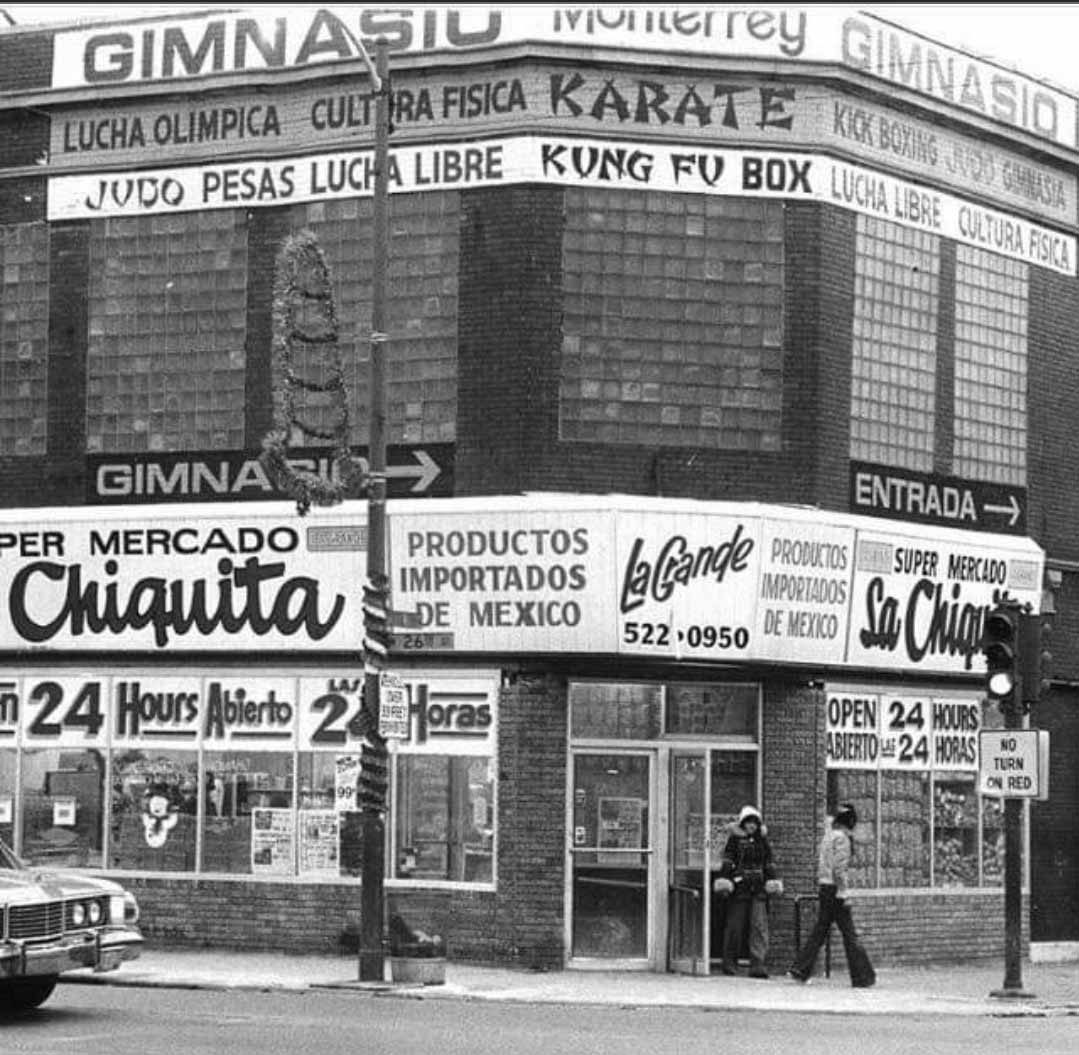 GIMNASIO Monterrey GIMNASIO
LUCHA OLIMPICA CULTURA FISICA KARATE KICK BOXING JUDO GIMNASIA
JUDO PESAS LUCHA LIBRE KUNG FU BOX LUCHA LIBRE CULTURA FISICA
GIMNASIO →
ENTRADA →
PER MERCADO
Chiquita
PRODUCTOS
IMPORTADOS
DE MEXICO
26
La Grande
522-0950
PRODUCTOS
IMPORTADOS
DE MEXICO
SUPER MERCADO
La Chiqu
24 Hours Abierto LAS 24 Horas
99¢
OPEN 24 HOURS
ABIERTO LAS 24 HORAS
NO
TURN
ON RED